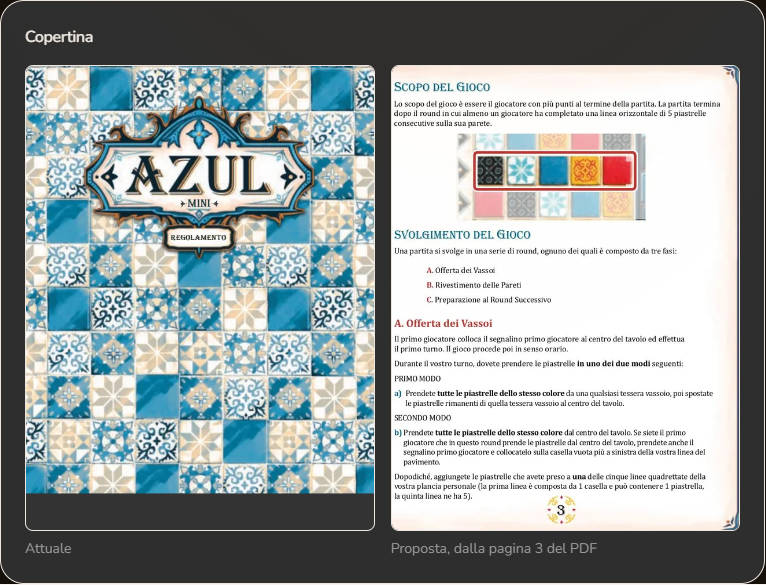 Copertina
AZUL
MINI
REGOLAMENTO
Attuale
SCOPO DEL GIOCO
Lo scopo del gioco è essere il giocatore con più punti al termine della partita. La partita termina
dopo il round in cui almeno un giocatore ha completato una linea orizzontale di 5 piastrelle
consecutive sulla sua parete.
SVOLGIMENTO DEL GIOCO
Una partita si svolge in una serie di round, ognuno dei quali è composto da tre fasi:
A. Offerta dei Vassoi
B. Rivestimento delle Pareti
C. Preparazione al Round Successivo
A. Offerta dei Vassoi
Il primo giocatore colloca il segnalino primo giocatore al centro del tavolo ed effettua
il primo turno. Il gioco procede poi in senso orario.
Durante il vostro turno, dovete prendere le piastrelle in uno dei due modi seguenti:
PRIMO MODO
a) Prendete tutte le piastrelle dello stesso colore da una qualsiasi tessera vassoio, poi spostate
le piastrelle rimanenti di quella tessera vassoio al centro del tavolo.
SECONDO MODO
b) Prendete tutte le piastrelle dello stesso colore dal centro del tavolo. Se siete il primo
giocatore che in questo round prende le piastrelle dal centro del tavolo, prendete anche il
segnalino primo giocatore e collocatelo sulla casella vuota più a sinistra della vostra linea del
pavimento.
Dopodiché, aggiungete le piastrelle che avete preso a una delle cinque linee quadrettate della
vostra plancia personale (la prima linea è composta da 1 casella e può contenere 1 piastrella,
la quinta linea ne ha 5).
3
Proposta, dalla pagina 3 del PDF